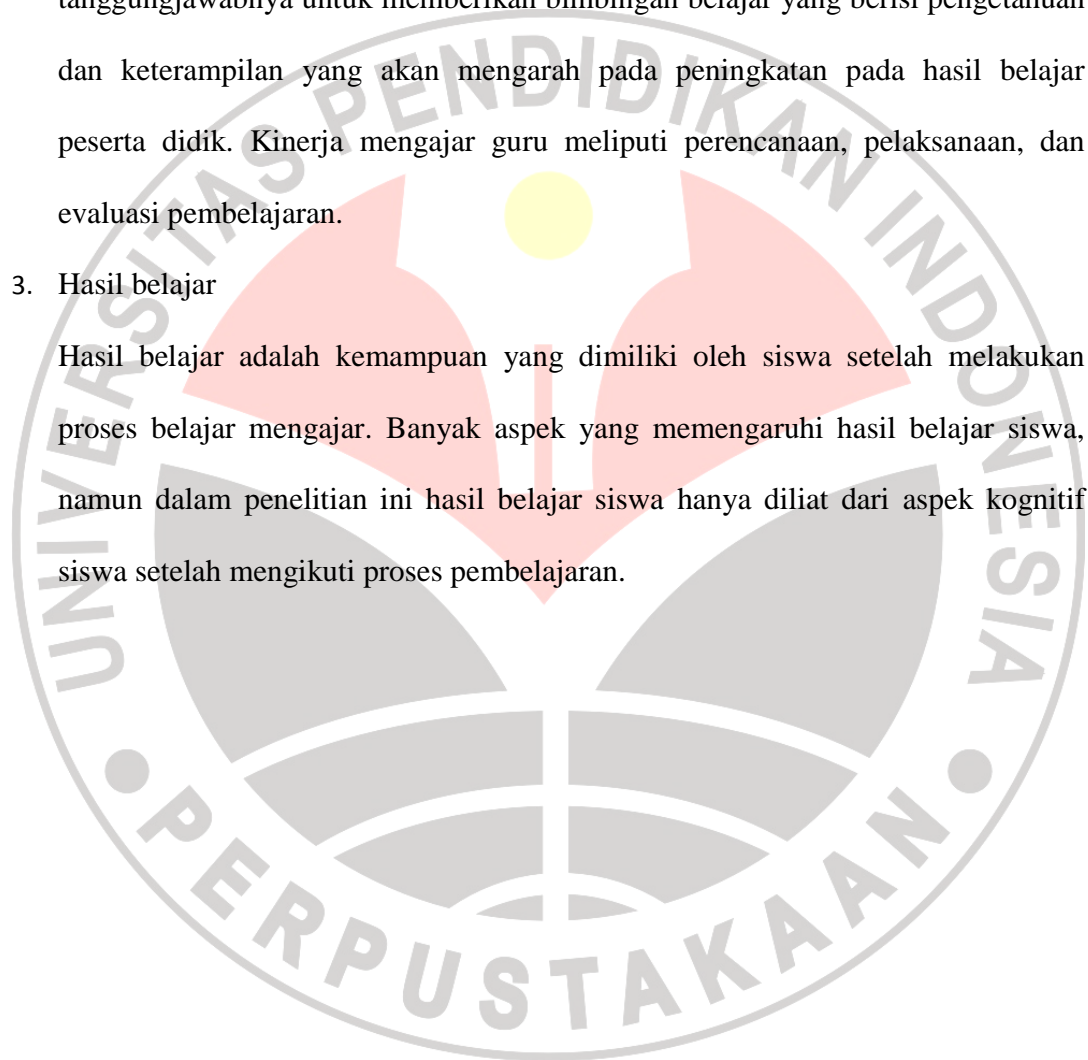 tanggungjawabnya untuk memberikan bimbingan belajar yang berisi pengetahuan
dan keterampilan yang akan mengarah pada peningkatan pada hasil belajar
peserta didik. Kinerja mengajar guru meliputi perencanaan, pelaksanaan, dan
evaluasi pembelajaran.
3. Hasil belajar
Hasil belajar adalah kemampuan yang dimiliki oleh siswa setelah melakukan
proses belajar mengajar. Banyak aspek yang memengaruhi hasil belajar siswa,
namun dalam penelitian ini hasil belajar siswa hanya diliat dari aspek kognitif
siswa setelah mengikuti proses pembelajaran.
UNIVERSITAS PENDIDIKAN INDONESIA
PERPUSTAKAAN